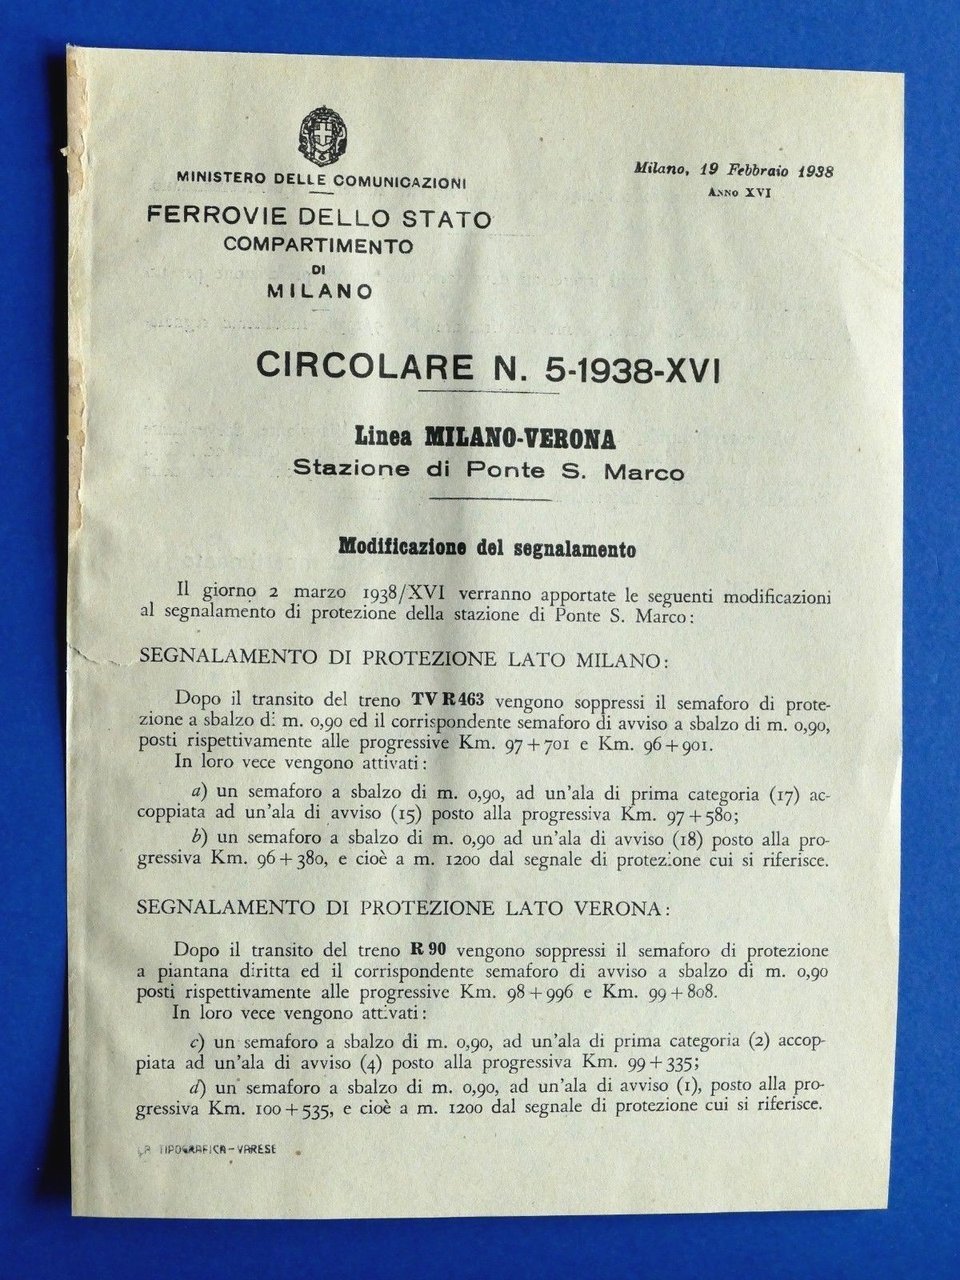 MINISTERO DELLE COMUNICAZIONI
FERROVIE DELLO STATO
COMPARTIMENTO
DI
MILANO
Milano, 19 Febbraio 1938
ANNO XVI
CIRCOLARE N. 5-1938-XVI
Linea MILANO-VERONA
Stazione di Ponte S. Marco
Modificazione del segnalamento
Il giorno 2 marzo 1938/XVI verranno apportate le seguenti modificazioni
al segnalamento di protezione della stazione di Ponte S. Marco:
SEGNALAMENTO DI PROTEZIONE LATO MILANO:
Dopo il transito del treno TV R 463 vengono soppressi il semaforo di prote-
zione a sbalzo di m. 0,90 ed il corrispondente semaforo di avviso a sbalzo di m. 0,90,
posti rispettivamente alle progressive Km. 97+701 e Km. 96+901.
In loro vece vengono attivati:
a) un semaforo a sbalzo di m. 0,90, ad un'ala di prima categoria (17) ac-
coppiata ad un'ala di avviso (15) posto alla progressiva Km. 97+580;
b) un semaforo a sbalzo di m. 0,90 ad un'ala di avviso (18) posto alla pro-
gressiva Km. 96+380, e cioè a m. 1200 dal segnale di protezione cui si riferisce.
SEGNALAMENTO DI PROTEZIONE LATO VERONA:
Dopo il transito del treno R 90 vengono soppressi il semaforo di protezione
a piantana diritta ed il corrispondente semaforo di avviso a sbalzo di m. 0,90
posti rispettivamente alle progressive Km. 98+996 e Km. 99+808.
In loro vece vengono attivati:
c) un semaforo a sbalzo di m. 0,90, ad un'ala di prima categoria (2) accop-
piata ad un'ala di avviso (4) posto alla progressiva Km. 99+335;
d) un semaforo a sbalzo di m. 0,90, ad un'ala di avviso (1), posto alla pro-
gressiva Km. 100+535, e cioè a m. 1200 dal segnale di protezione cui si riferisce.
LA TIPOGRAFICA-VARESE